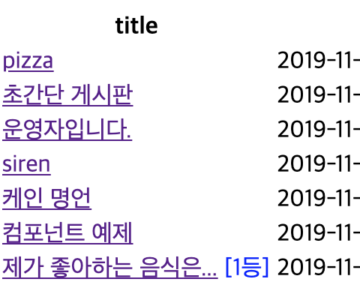 title
pizza 2019-11-
초간단 게시판 2019-11-
운영자입니다. 2019-11-
siren 2019-11-
케인 명언 2019-11-
컴포넌트 예제 2019-11-
제가 좋아하는 음식은... [1등] 2019-11-